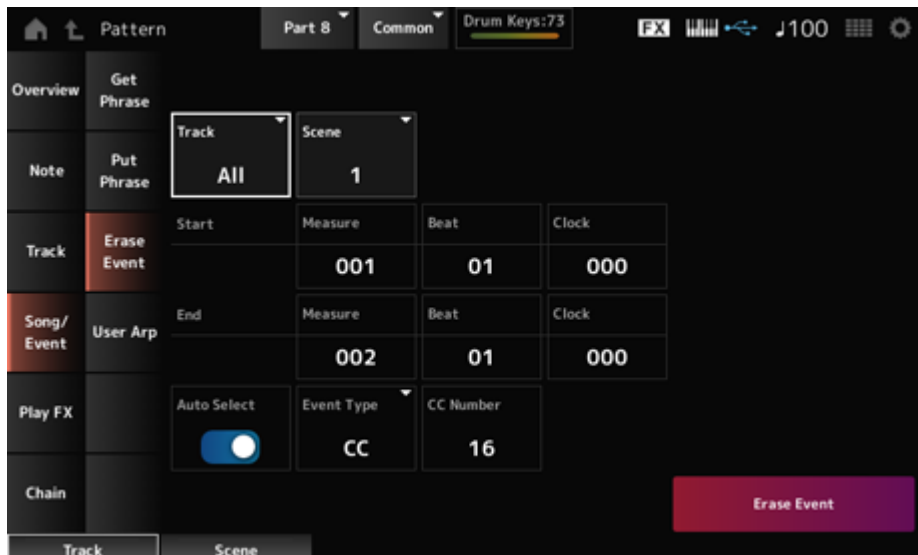 Pattern
Part 8
Common
Drum Keys:73
FX
♩100
Overview
Get
Phrase
Note
Put
Phrase
Track
Erase
Event
Song/
Event
User Arp
Play FX
Chain
Track
All
Scene
1
Start
Measure
001
Beat
01
Clock
000
End
Measure
002
Beat
01
Clock
000
Auto Select
Event Type
CC
CC Number
16
Erase Event
Track
Scene